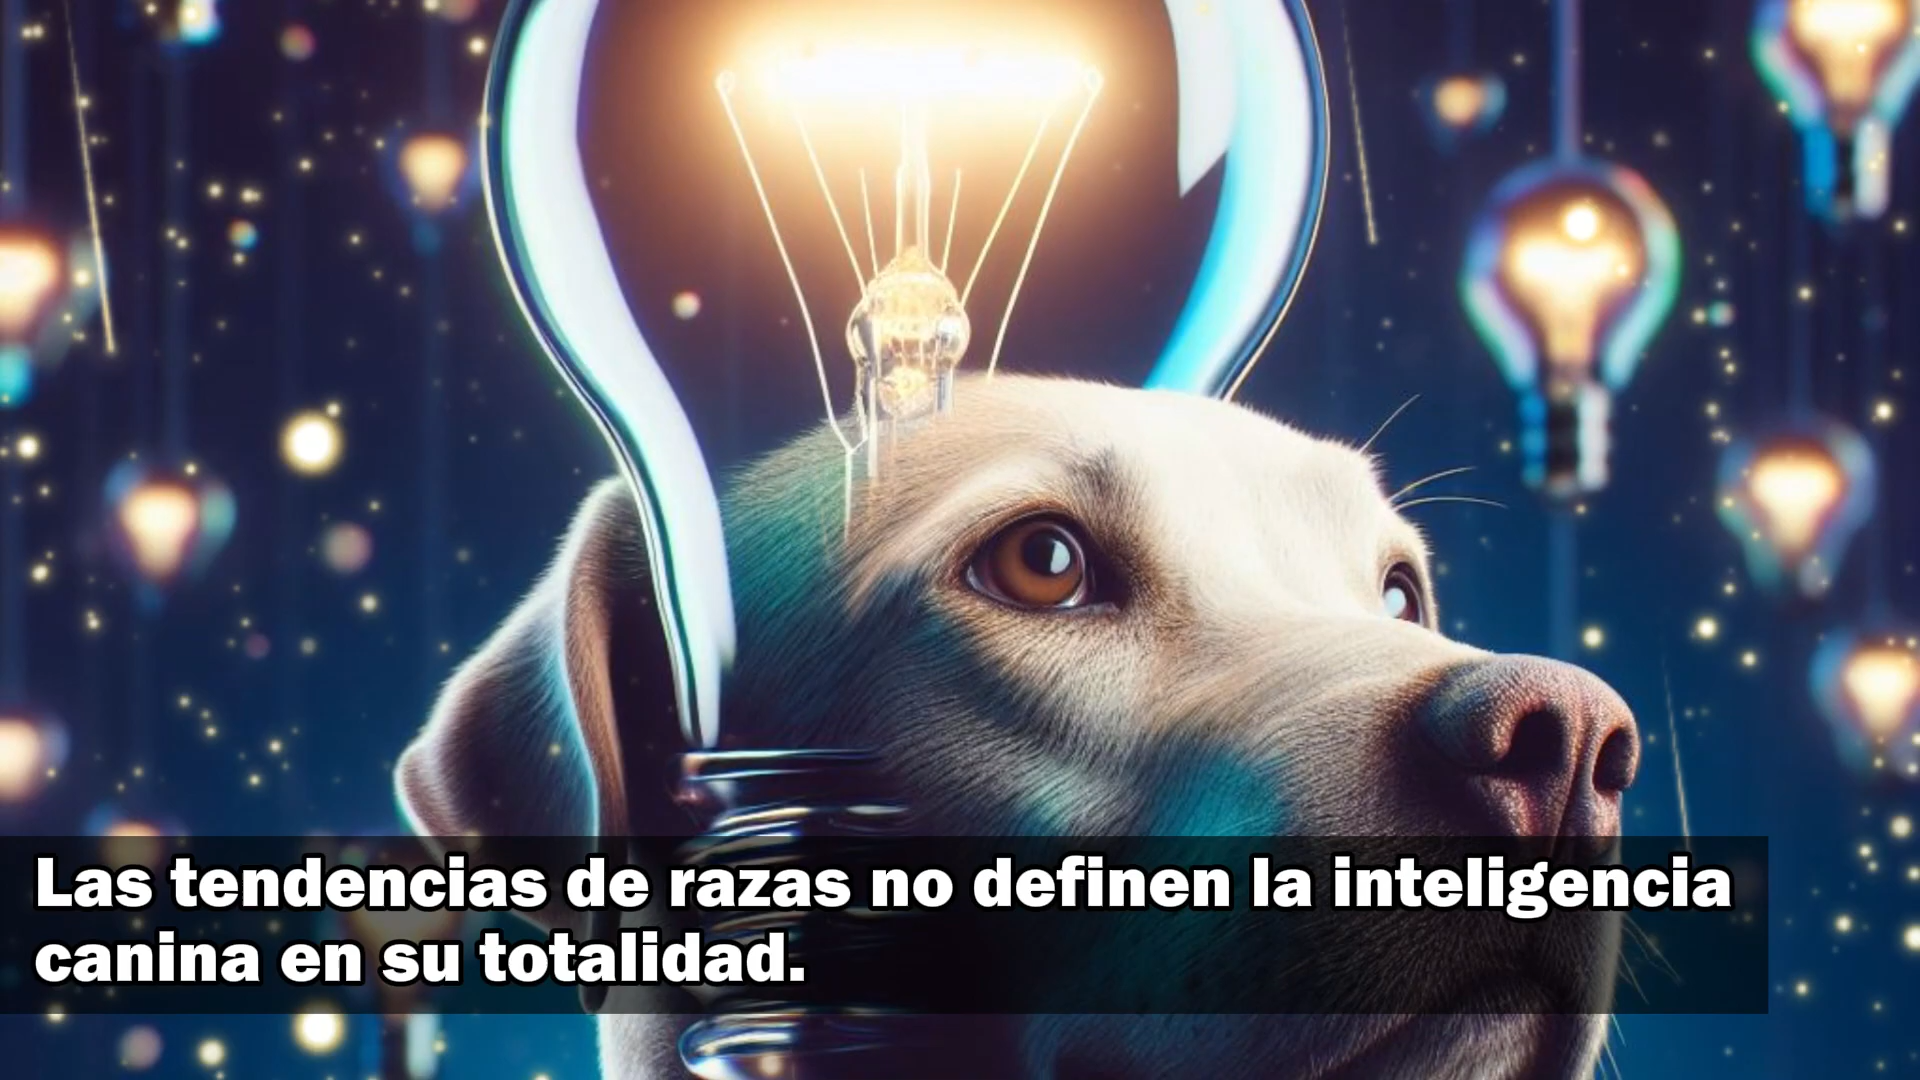 Las tendencias de razas no definen la inteligencia
canina en su totalidad.